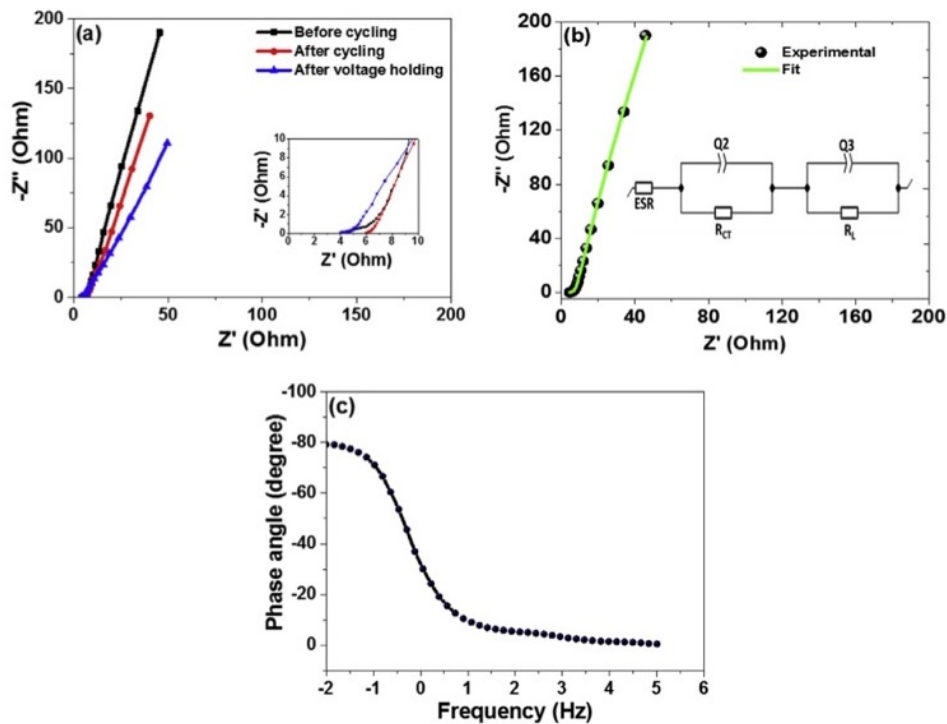 (a)
Before cycling
After cycling
After voltage holding
-Z'' (Ohm)
-200
-150
-100
-50
0
0 50 100 150 200
Z' (Ohm)
-Z' (Ohm)
10
8
6
4
2
0
0 2 4 6 8 10
Z' (Ohm)
(b)
Experimental
Fit
-Z'' (Ohm)
-200
-160
-120
-80
-40
0
0 40 80 120 160 200
Z' (Ohm)
Q2 Q3
ESR
RCT RL
(c)
Phase angle (degree)
-100
-80
-60
-40
-20
0
-2 -1 0 1 2 3 4 5 6
Frequency (Hz)